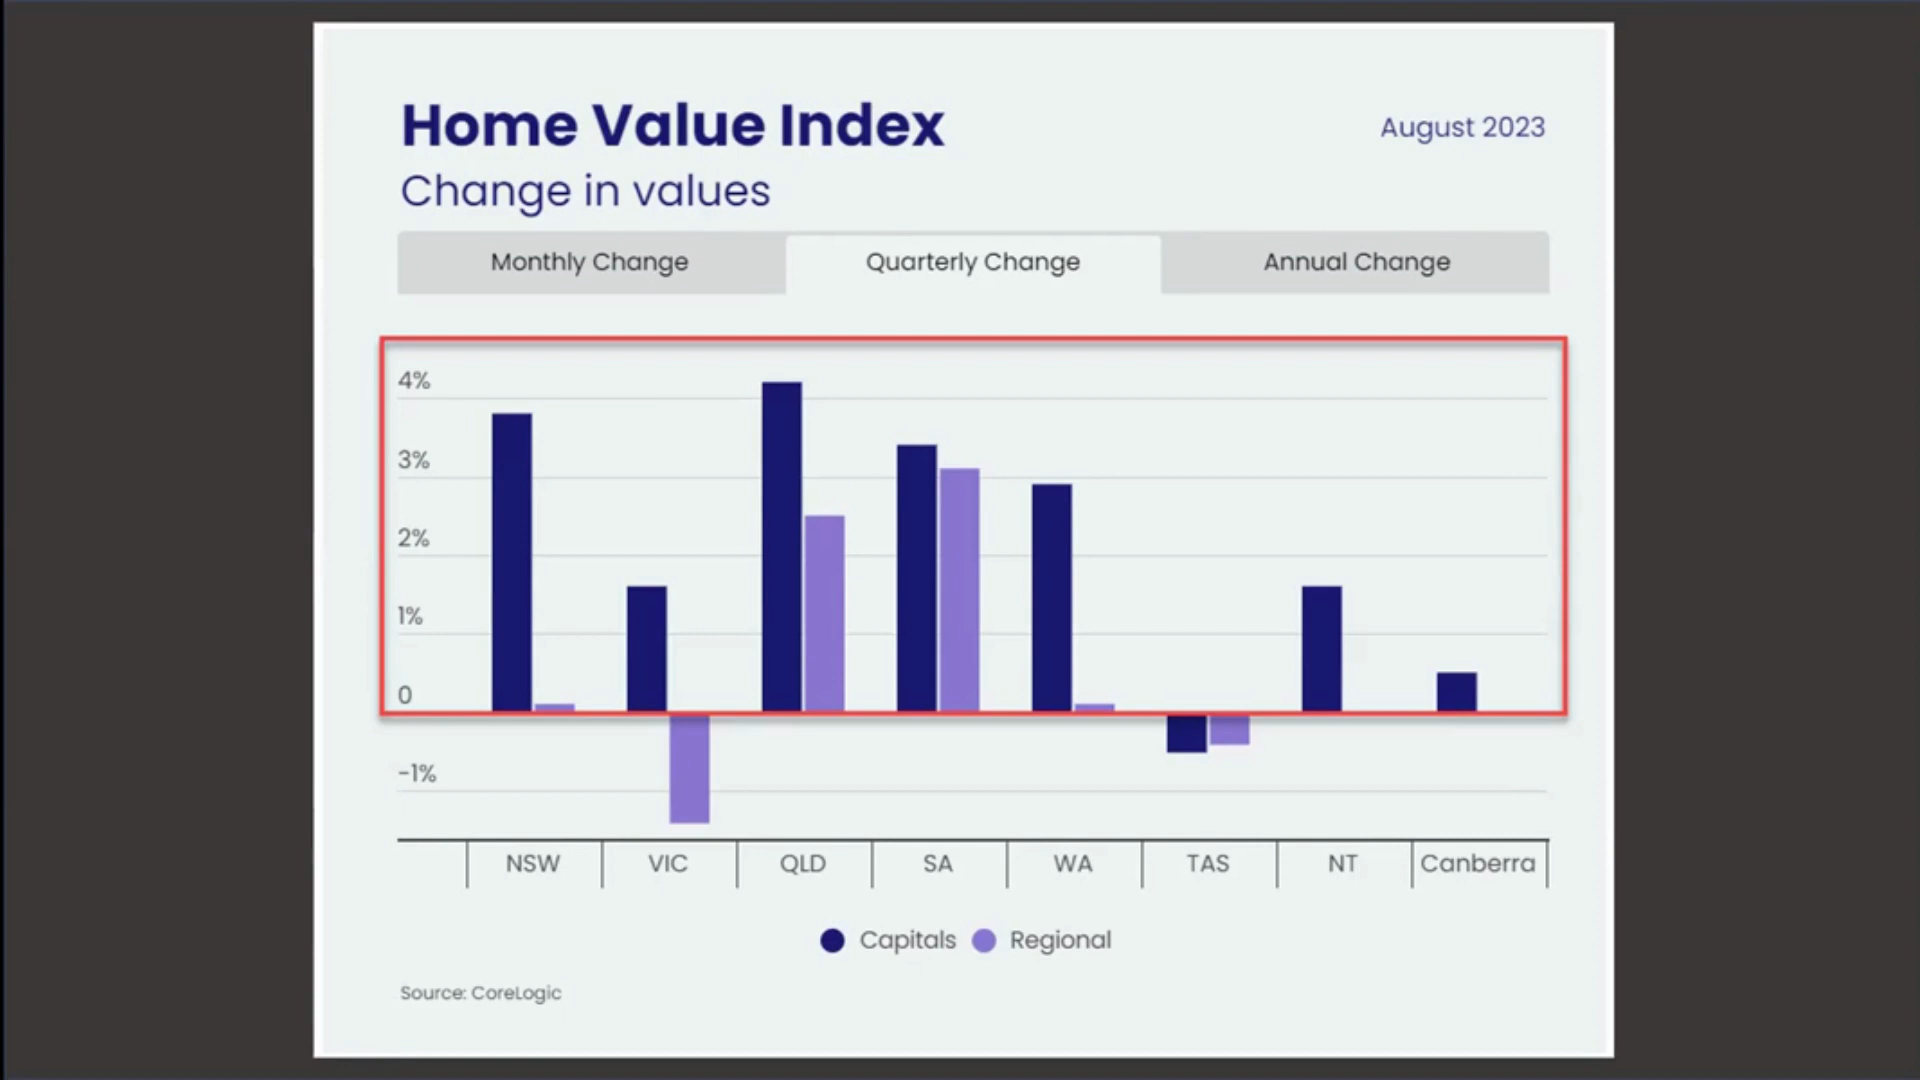 Home Value Index
August 2023
Change in values
Monthly Change
Quarterly Change
Annual Change
4%
3%
2%
1%
0
-1%
NSW
VIC
QLD
SA
WA
TAS
NT
Canberra
Capitals
Regional
Source: CoreLogic